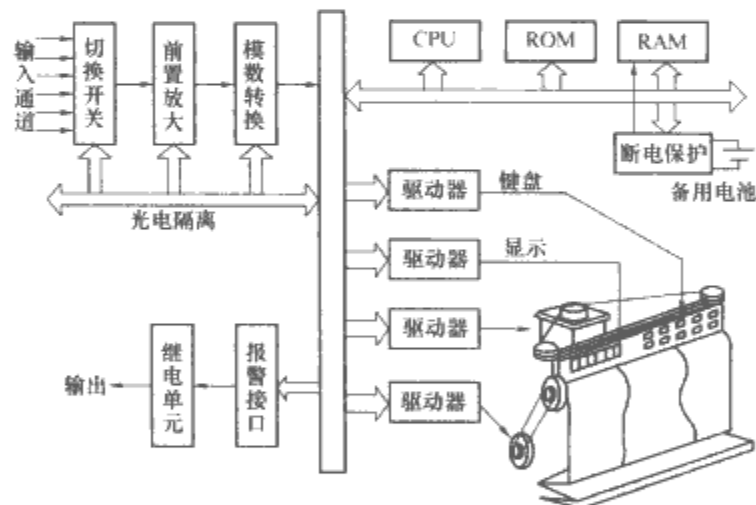 输入通道
切换开关
前置放大
模数转换
CPU
ROM
RAM
断电保护
备用电池
光电隔离
驱动器
键盘
驱动器
显示
驱动器
驱动器
输出
继电单元
报警接口